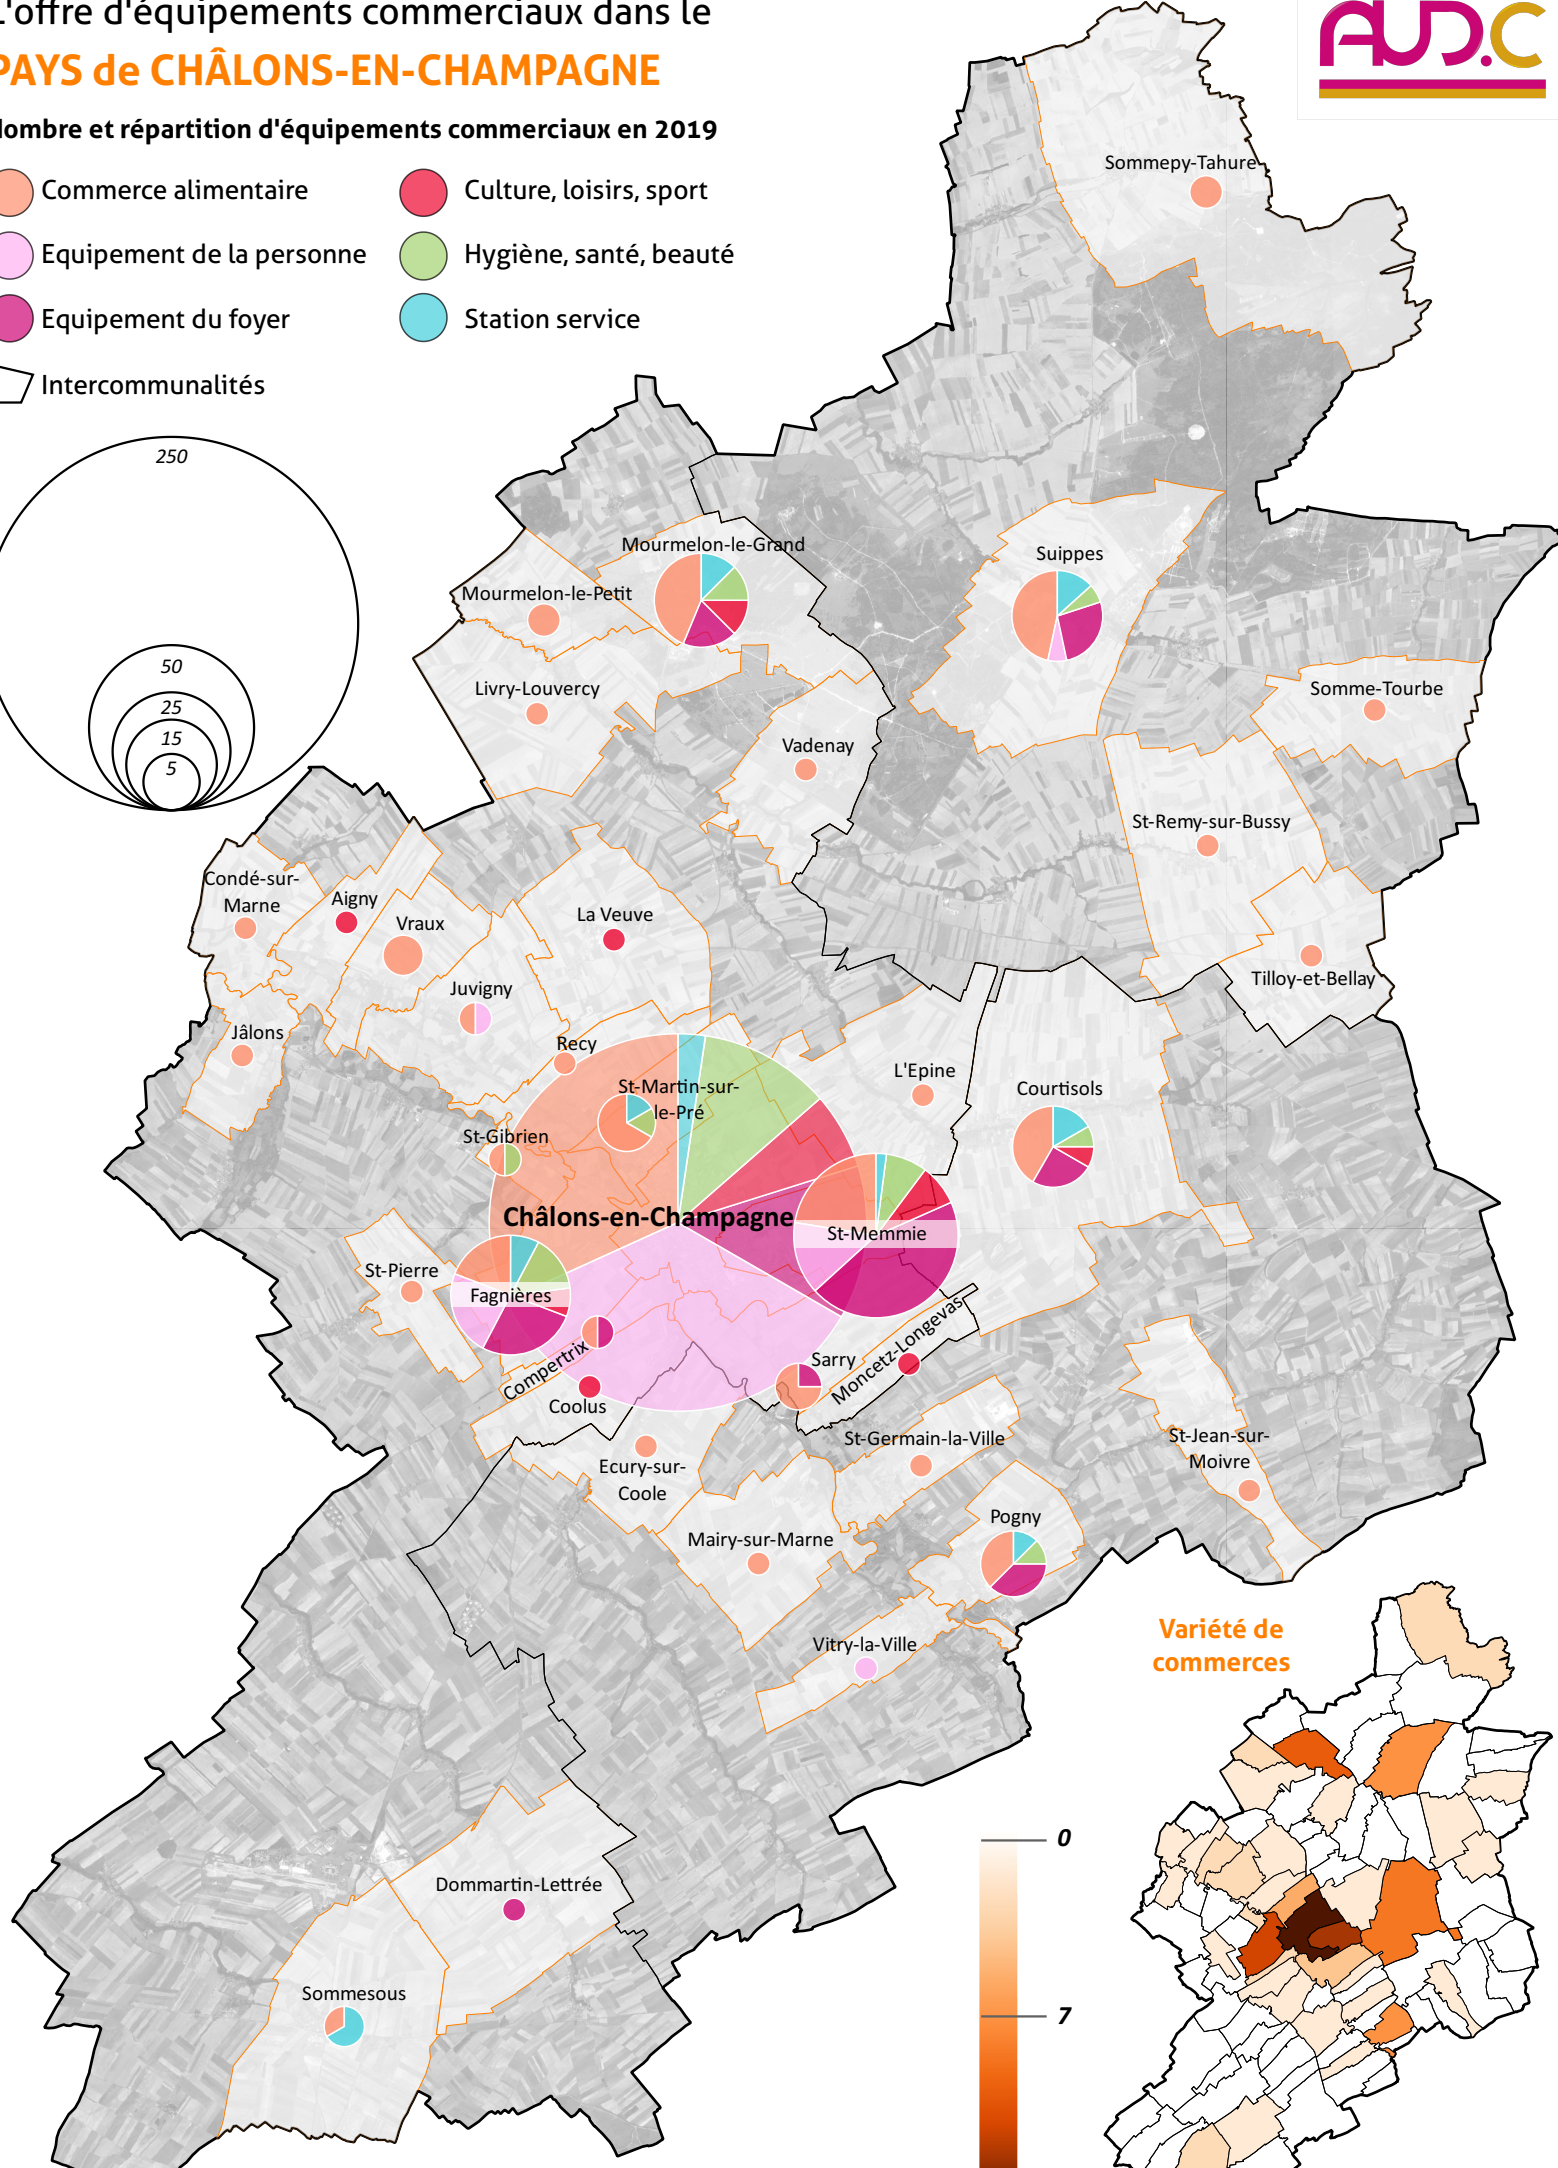 L'offre d'équipements commerciaux dans le
PAYS de CHÂLONS-EN-CHAMPAGNE
Nombre et répartition d'équipements commerciaux en 2019
Commerce alimentaire
Culture, loisirs, sport
Equipement de la personne
Hygiène, santé, beauté
Equipement du foyer
Station service
Intercommunalités
AUD.C
250
50
25
15
5
Sommepy-Tahure
Mourmelon-le-Grand
Suippes
Mourmelon-le-Petit
Livry-Louvercy
Somme-Tourbe
Vadenay
St-Remy-sur-Bussy
Condé-sur-
Marne
Aigny
Vraux
La Veuve
Tilloy-et-Bellay
Juvigny
Jâlons
Recy
L'Epine
St-Martin-sur-
le-Pré
Courtisols
St-Gibrien
Châlons-en-Champagne
St-Memmie
St-Pierre
Fagnières
Compertrix
Sarry
Moncetz-Longevas
Coolus
St-Germain-la-Ville
St-Jean-sur-
Moivre
Ecury-sur-
Coole
Pogny
Mairy-sur-Marne
Vitry-la-Ville
Dommartin-Lettrée
Sommesous
Variété de
commerces
0
7